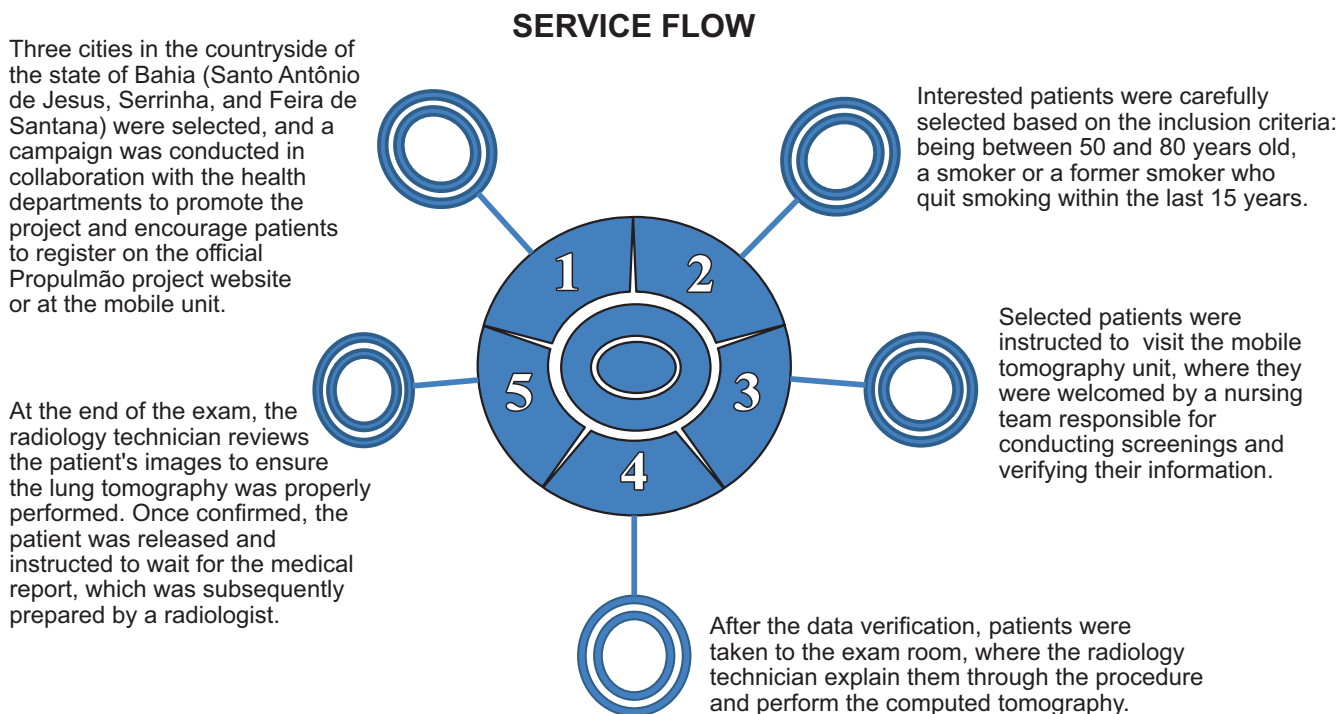 SERVICE FLOW
Three cities in the countryside of
the state of Bahia (Santo Antônio
de Jesus, Serrinha, and Feira de
Santana) were selected, and a
campaign was conducted in
collaboration with the health
departments to promote the
project and encourage patients
to register on the official
Propulmão project website
or at the mobile unit.
Interested patients were carefully
selected based on the inclusion criteria:
being between 50 and 80 years old,
a smoker or a former smoker who
quit smoking within the last 15 years.
1
2
Selected patients were
instructed to visit the mobile
tomography unit, where they
were welcomed by a nursing
team responsible for
conducting screenings and
verifying their information.
3
4
5
After the data verification, patients were
taken to the exam room, where the radiology
technician explain them through the procedure
and perform the computed tomography.
At the end of the exam, the
radiology technician reviews
the patient's images to ensure
the lung tomography was properly
performed. Once confirmed, the
patient was released and
instructed to wait for the medical
report, which was subsequently
prepared by a radiologist.